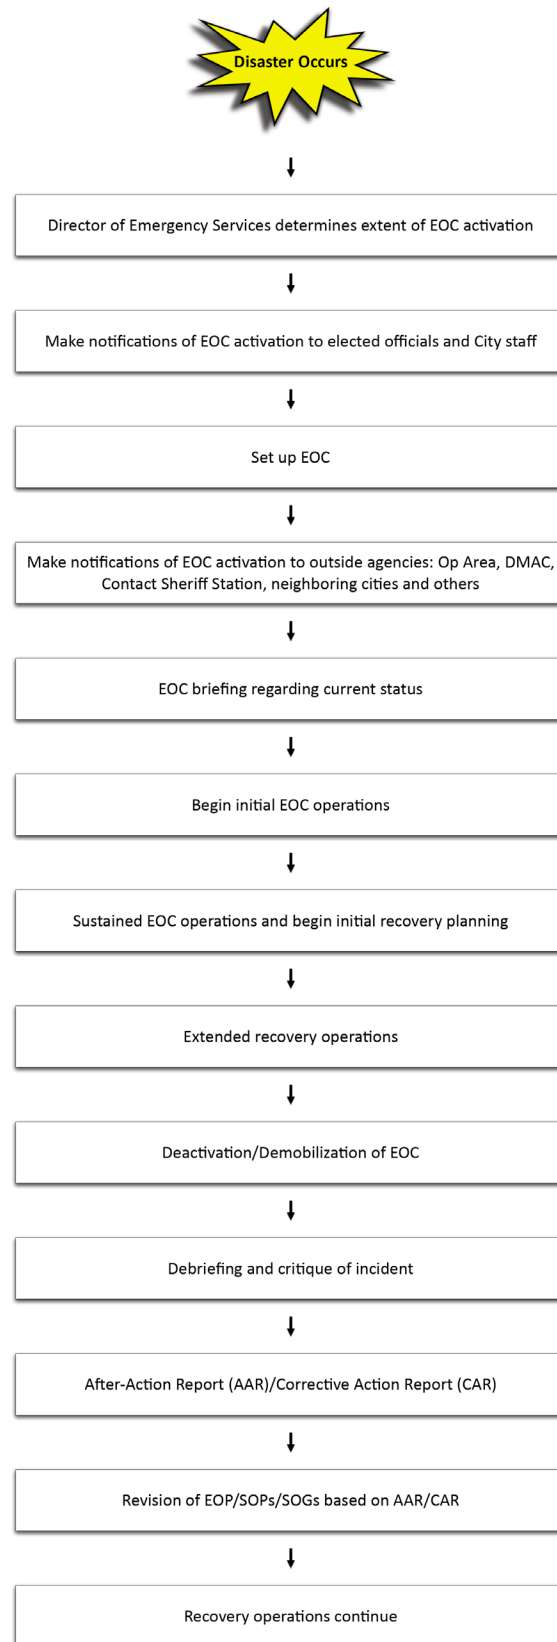 Disaster Occurs
Director of Emergency Services determines extent of EOC activation
Make notifications of EOC activation to elected officials and City staff
Set up EOC
Make notifications of EOC activation to outside agencies: Op Area, DMAC,
Contact Sheriff Station, neighboring cities and others
EOC briefing regarding current status
Begin initial EOC operations
Sustained EOC operations and begin initial recovery planning
Extended recovery operations
Deactivation/Demobilization of EOC
Debriefing and critique of incident
After-Action Report (AAR)/Corrective Action Report (CAR)
Revision of EOP/SOPs/SOGs based on AAR/CAR
Recovery operations continue